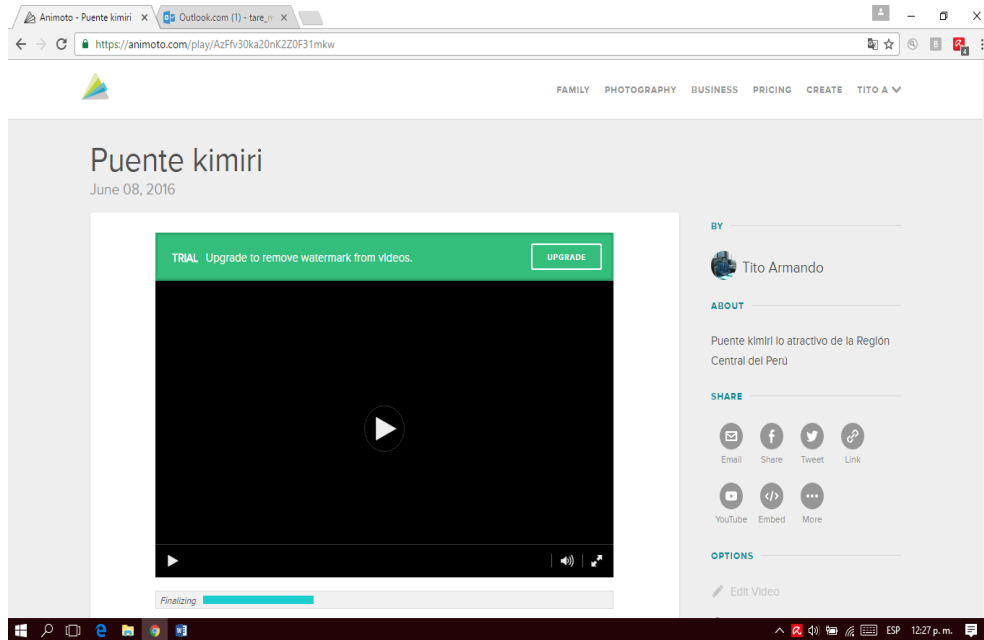 Animoto - Puente kimiri
Outlook.com (1) - tare_
https://animoto.com/play/AzFfv30ka20nK2Z0F31mkw
FAMILY PHOTOGRAPHY BUSINESS PRICING CREATE TITO A
Puente kimiri
June 08, 2016
TRIAL Upgrade to remove watermark from videos.
UPGRADE
Finalizing
BY
Tito Armando
ABOUT
Puente kimiri lo atractivo de la Región
Central del Perú
SHARE
Email Share Tweet Link
YouTube Embed More
OPTIONS
Edit Video
ESP 12:27 p. m.